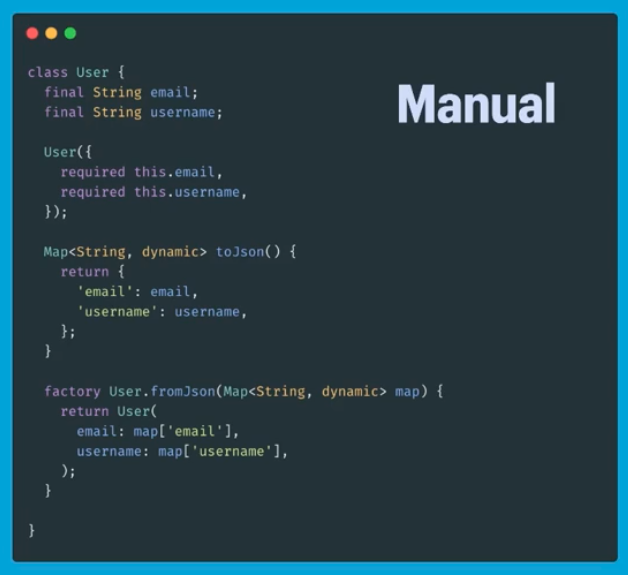 Manual
class User {
  final String email;
  final String username;

  User({
    required this.email,
    required this.username,
  });

  Map<String, dynamic> toJson() {
    return {
      'email': email,
      'username': username,
    };
  }

  factory User.fromJson(Map<String, dynamic> map) {
    return User(
      email: map['email'],
      username: map['username'],
    );
  }

}